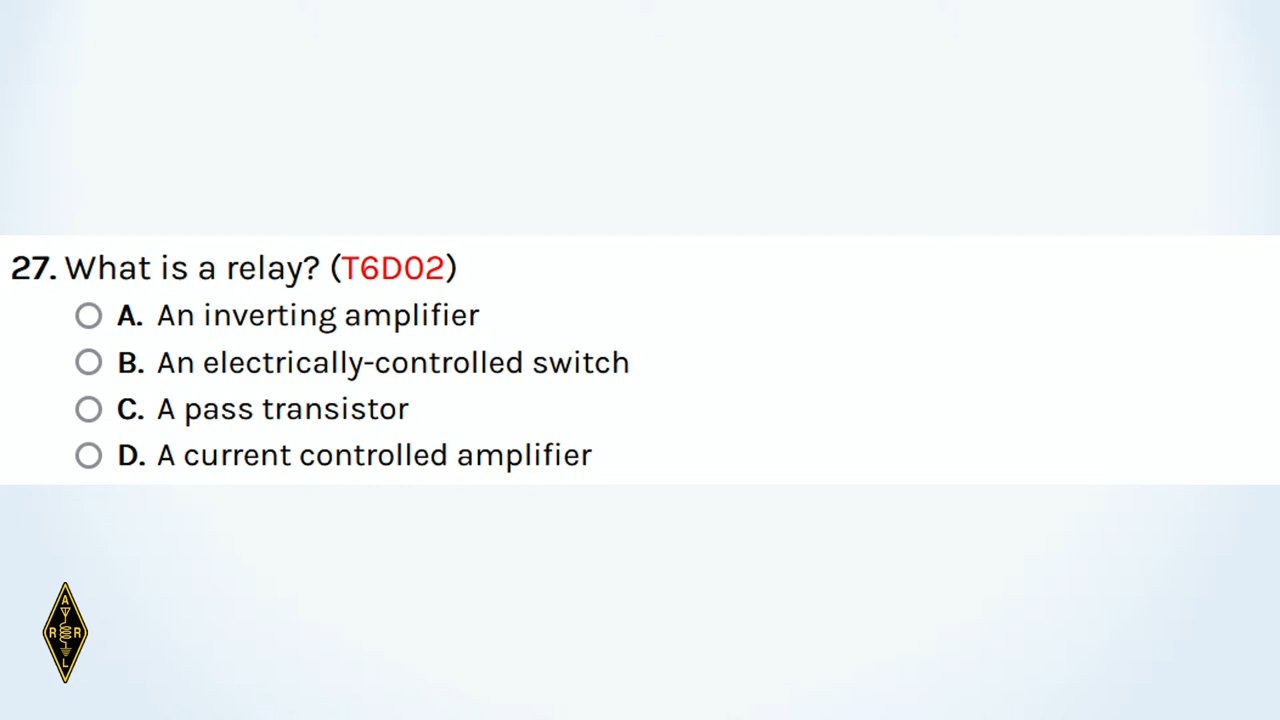 27. What is a relay? (T6D02)
A. An inverting amplifier
B. An electrically-controlled switch
C. A pass transistor
D. A current controlled amplifier
A
R R
L